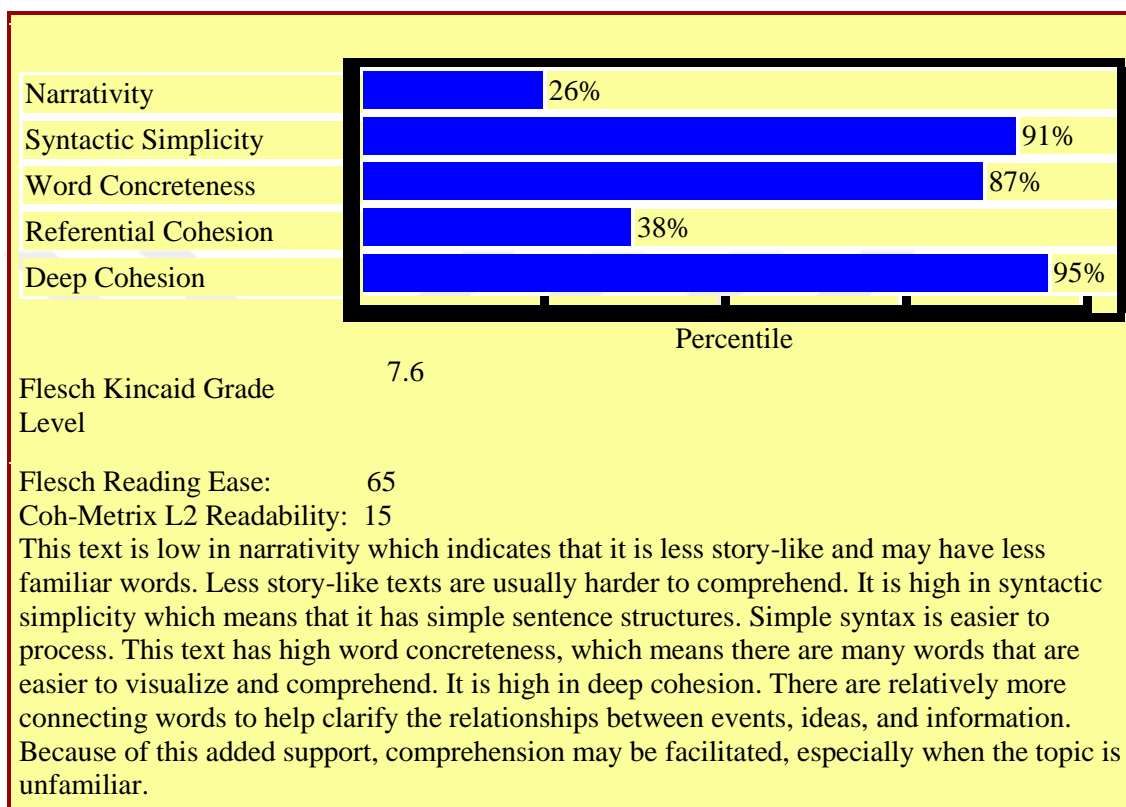 Narrativity 26%
Syntactic Simplicity 91%
Word Concreteness 87%
Referential Cohesion 38%
Deep Cohesion 95%
Percentile
Flesch Kincaid Grade 7.6
Level
Flesch Reading Ease: 65
Coh-Metrix L2 Readability: 15
This text is low in narrativity which indicates that it is less story-like and may have less
familiar words. Less story-like texts are usually harder to comprehend. It is high in syntactic
simplicity which means that it has simple sentence structures. Simple syntax is easier to
process. This text has high word concreteness, which means there are many words that are
easier to visualize and comprehend. It is high in deep cohesion. There are relatively more
connecting words to help clarify the relationships between events, ideas, and information.
Because of this added support, comprehension may be facilitated, especially when the topic is
unfamiliar.